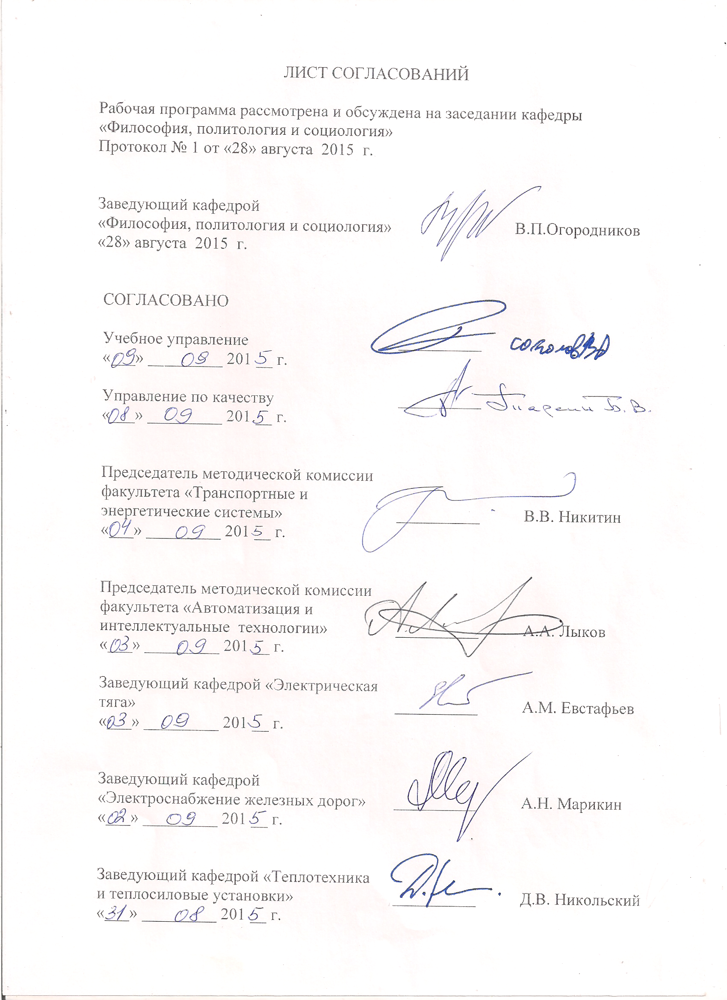 ЛИСТ СОГЛАСОВАНИЙ
Рабочая программа рассмотрена и обсуждена на заседании кафедры
«Философия, политология и социология»
Протокол № 1 от «28» августа 2015 г.
Заведующий кафедрой
«Философия, политология и социология» В.П.Огородников
«28» августа 2015 г.
СОГЛАСОВАНО
Учебное управление
«09» 09 2015 г.
Управление по качеству Б.В.
«08» 09 2015 г.
Председатель методической комиссии
факультета «Транспортные и
энергетические системы» В.В. Никитин
«04» 09 2015 г.
Председатель методической комиссии
факультета «Автоматизация и
интеллектуальные технологии» А.А. Лыков
«03» 09 2015 г.
Заведующий кафедрой «Электрическая
тяга» А.М. Евстафьев
«03» 09 2015 г.
Заведующий кафедрой
«Электроснабжение железных дорог» А.Н. Марикин
«02» 09 2015 г.
Заведующий кафедрой «Теплотехника
и теплосиловые установки» Д.В. Никольский
«31» 08 2015 г.